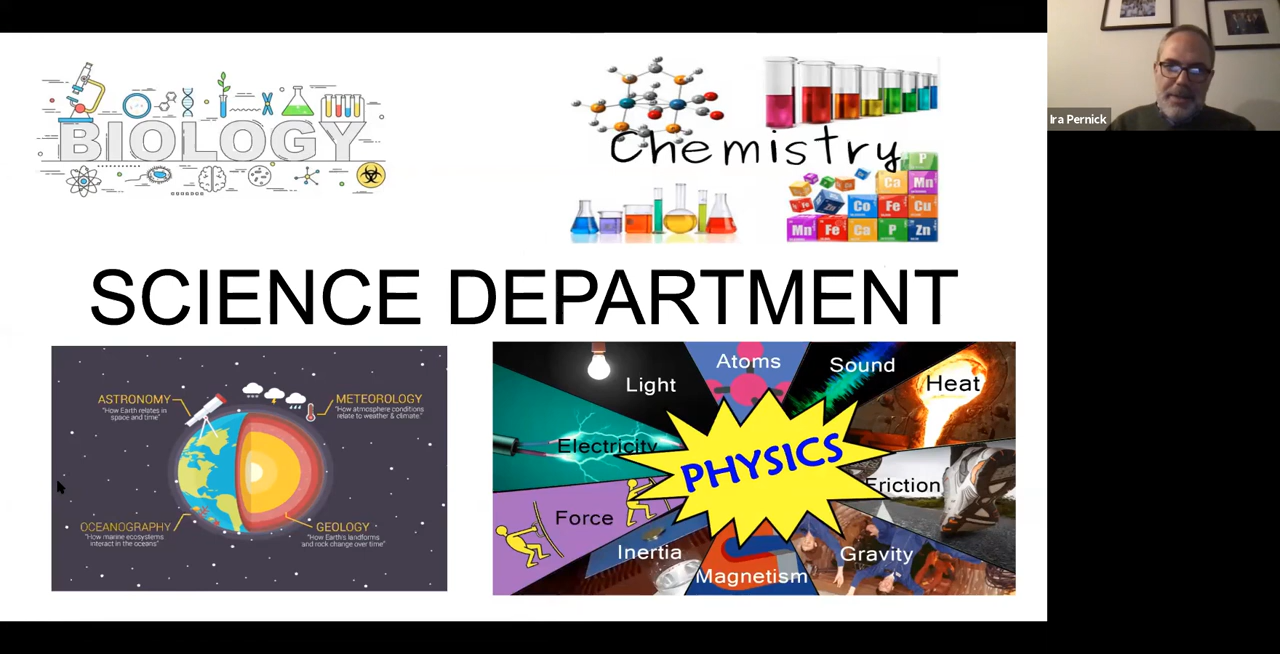 BIOLOGY
Chemistry
P
Ca Mn
Co Fe Cu
Mn Fe Ca P Zn
Ira Pernick
SCIENCE DEPARTMENT
ASTRONOMY
"How Earth relates in
space and time"
METEOROLOGY
"How atmosphere conditions
relate to weather & climate."
OCEANOGRAPHY
"How marine ecosystems
interact in the oceans"
GEOLOGY
"How Earth's landforms
and rock change over time"
Light
Atoms
Sound
Heat
Electricity
PHYSICS
Friction
Force
Inertia
Magnetism
Gravity